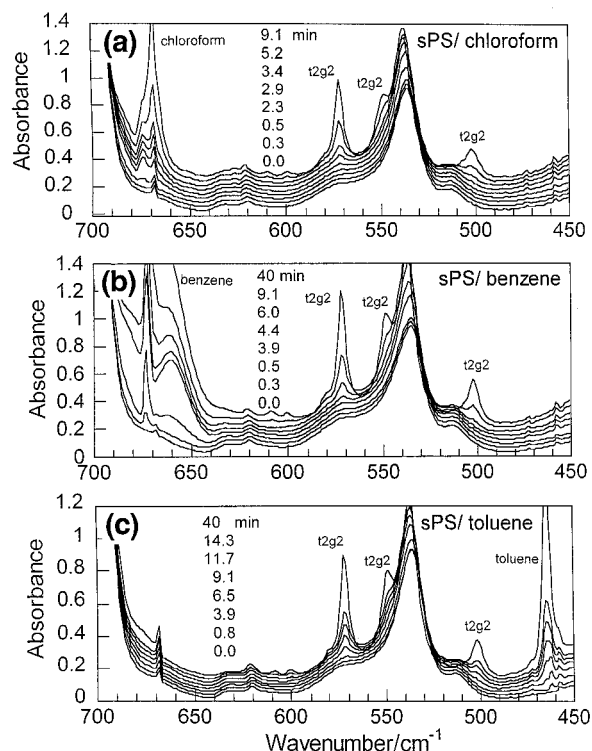 (a)
chloroform
9.1 min
5.2
3.4
2.9
2.3
0.5
0.3
0.0
sPS/ chloroform
t2g2
t2g2
t2g2
Absorbance
1.4
1.2
1
0.8
0.6
0.4
0.2
0
700
650
600
550
500
450
(b)
benzene
40 min
9.1
6.0
4.4
3.9
0.5
0.3
0.0
sPS/ benzene
t2g2
t2g2
t2g2
Absorbance
1.4
1.2
1
0.8
0.6
0.4
0.2
0
700
650
600
550
500
450
(c)
40 min
14.3
11.7
9.1
6.5
3.9
0.8
0.0
sPS/ toluene
t2g2
t2g2
t2g2
toluene
Absorbance
1.2
1
0.8
0.6
0.4
0.2
0
700
650
600
550
500
450
Wavenumber/cm⁻¹